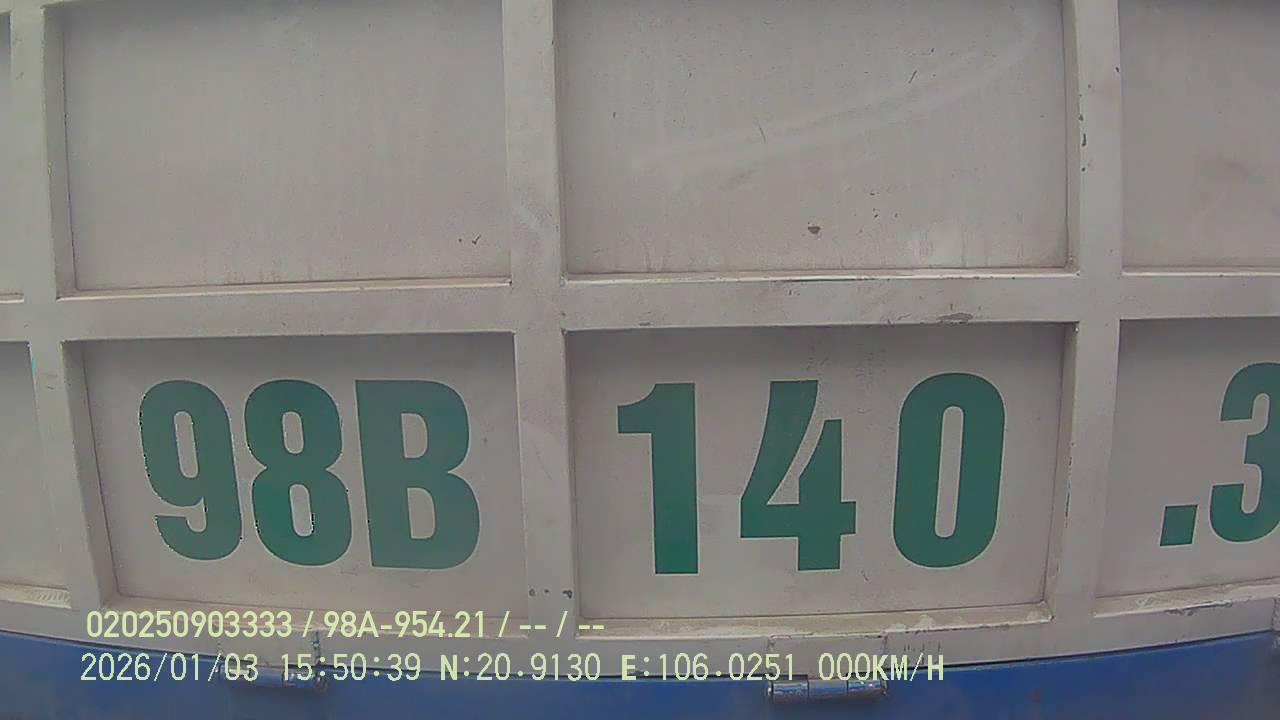 98B 140 .3
020250903333 / 98A-954.21 / -- / --
2026/01/03 15:50:39 N:20.9130 E:106.0251 000KM/H